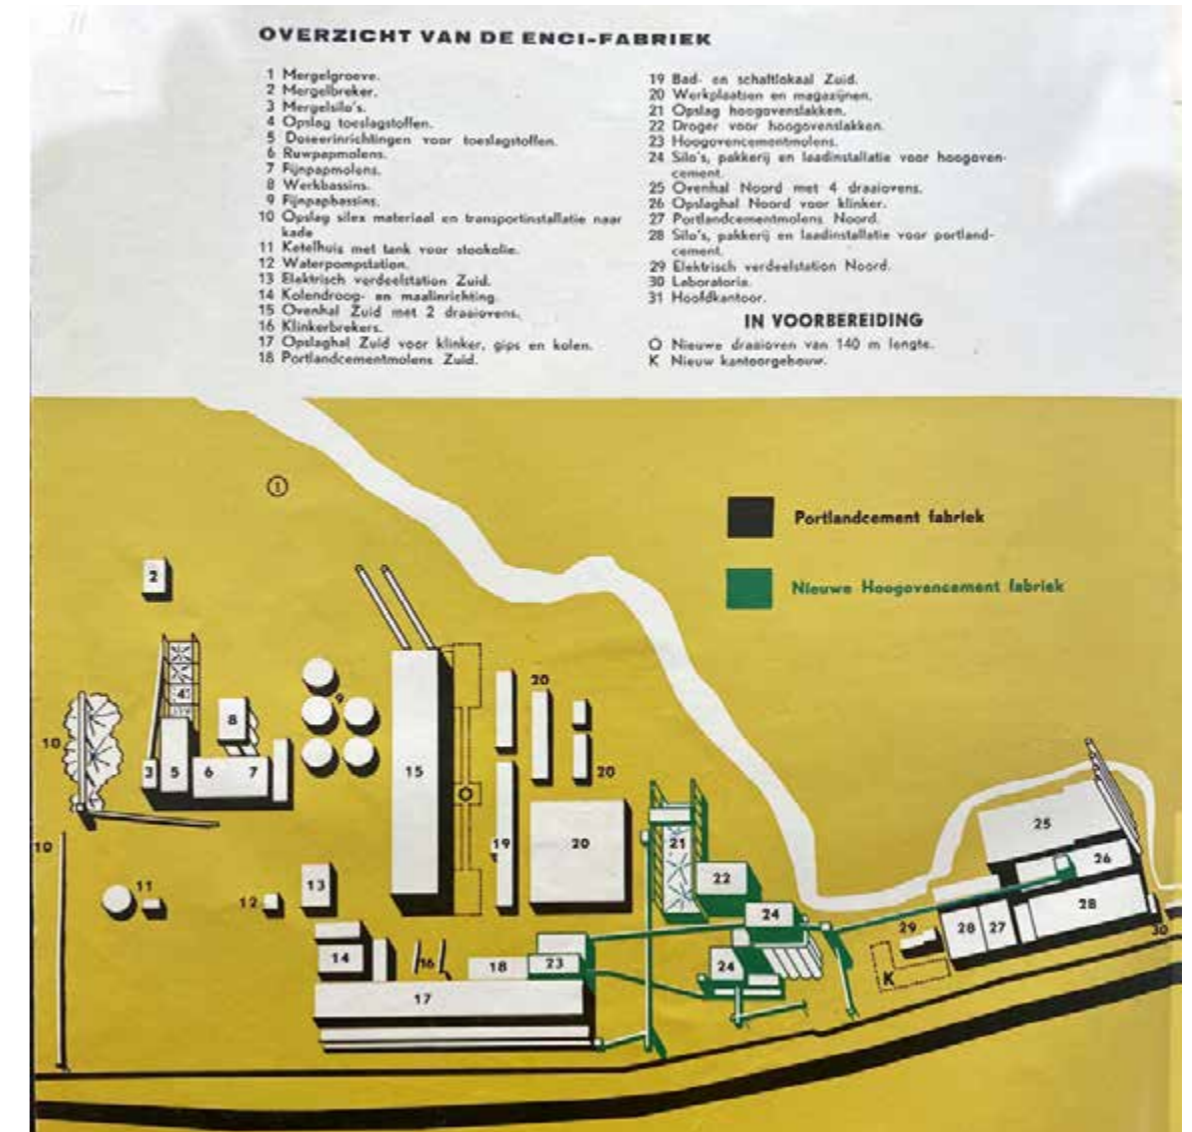 OVERZICHT VAN DE ENCI-FABRIEK
1 Mergelgroeve.
2 Mergelbreker.
3 Mergelsilo's.
4 Opslag toeslagstoffen.
5 Doseerinrichtingen voor toeslagstoffen.
6 Ruwpapmolens.
7 Fijnpapmolens.
8 Werkbassins.
9 Fijnpapbassins.
10 Opslag silex materiaal en transportinstallatie naar
kade
11 Ketelhuis met tank voor stookolie.
12 Waterpompstation.
13 Elektrisch verdeelstation Zuid.
14 Kolendroog- en maalinrichting.
15 Ovenhal Zuid met 2 draaiovens.
16 Klinkerbrekers.
17 Opslaghal Zuid voor klinker, gips en kolen.
18 Portlandcementmolens Zuid.
19 Bad- en schaftlokaal Zuid.
20 Werkplaatsen en magazijnen.
21 Opslag hoogovenslakken.
22 Droger voor hoogovenslakken.
23 Hoogovencementmolens.
24 Silo's, pakkerij en laadinstallatie voor hoogoven-
cement.
25 Ovenhal Noord met 4 draaiovens.
26 Opslaghal Noord voor klinker.
27 Portlandcementmolens Noord.
28 Silo's, pakkerij en laadinstallatie voor portland-
cement.
29 Elektrisch verdeelstation Noord.
30 Laboratoria.
31 Hoofdkantoor.
IN VOORBEREIDING
O Nieuwe draaioven van 140 m lengte.
K Nieuw kantoorgebouw.
1
Portlandcement fabriek
2
Nieuwe Hoogovencement fabriek
4
8
9
20
10
3
5
6
7
15
O
20
25
10
19
20
21
26
11
12
13
22
24
28
29
28
27
30
14
16
18
23
24
K
17